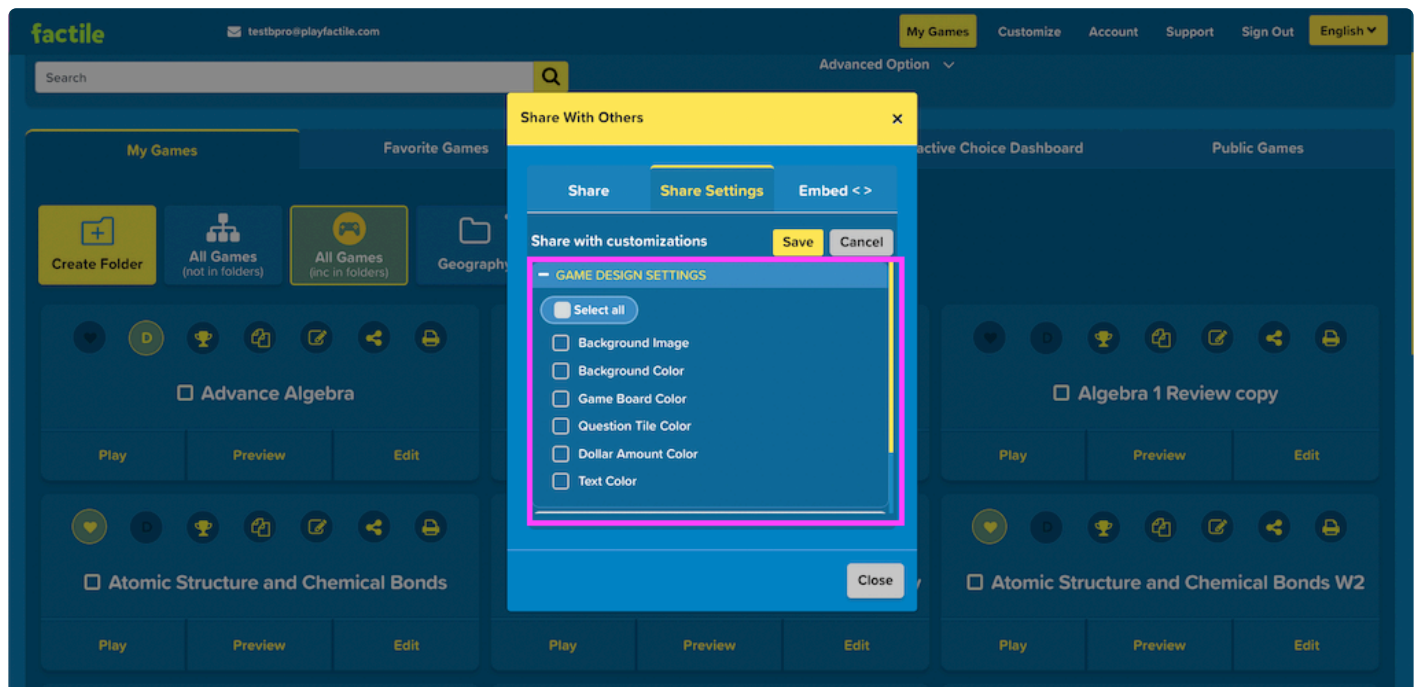 factile
testbpro@playfactile.com
My Games
Customize
Account
Support
Sign Out
English
Search
Advanced Option
Share With Others
×
My Games
Favorite Games
active Choice Dashboard
Public Games
Share
Share Settings
Embed < >
Create Folder
All Games
(not in folders)
All Games
(inc in folders)
Geography
Share with customizations
Save
Cancel
GAME DESIGN SETTINGS
Select all
Background Image
Background Color
Game Board Color
Question Tile Color
Dollar Amount Color
Text Color
D
D
Advance Algebra
Algebra 1 Review copy
Play
Preview
Edit
Play
Preview
Edit
D
D
Atomic Structure and Chemical Bonds
Atomic Structure and Chemical Bonds W2
Close
Play
Preview
Edit
Play
Preview
Edit
Play
Preview
Edit